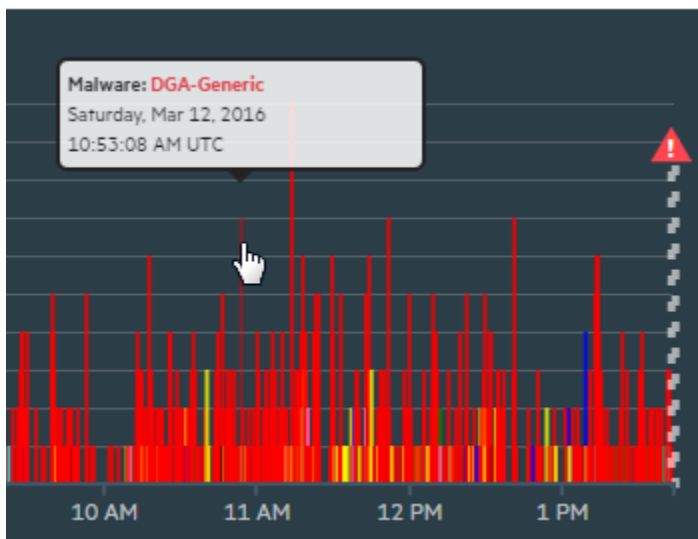 Malware: DGA-Generic
Saturday, Mar 12, 2016
10:53:08 AM UTC
!
10 AM 11 AM 12 PM 1 PM